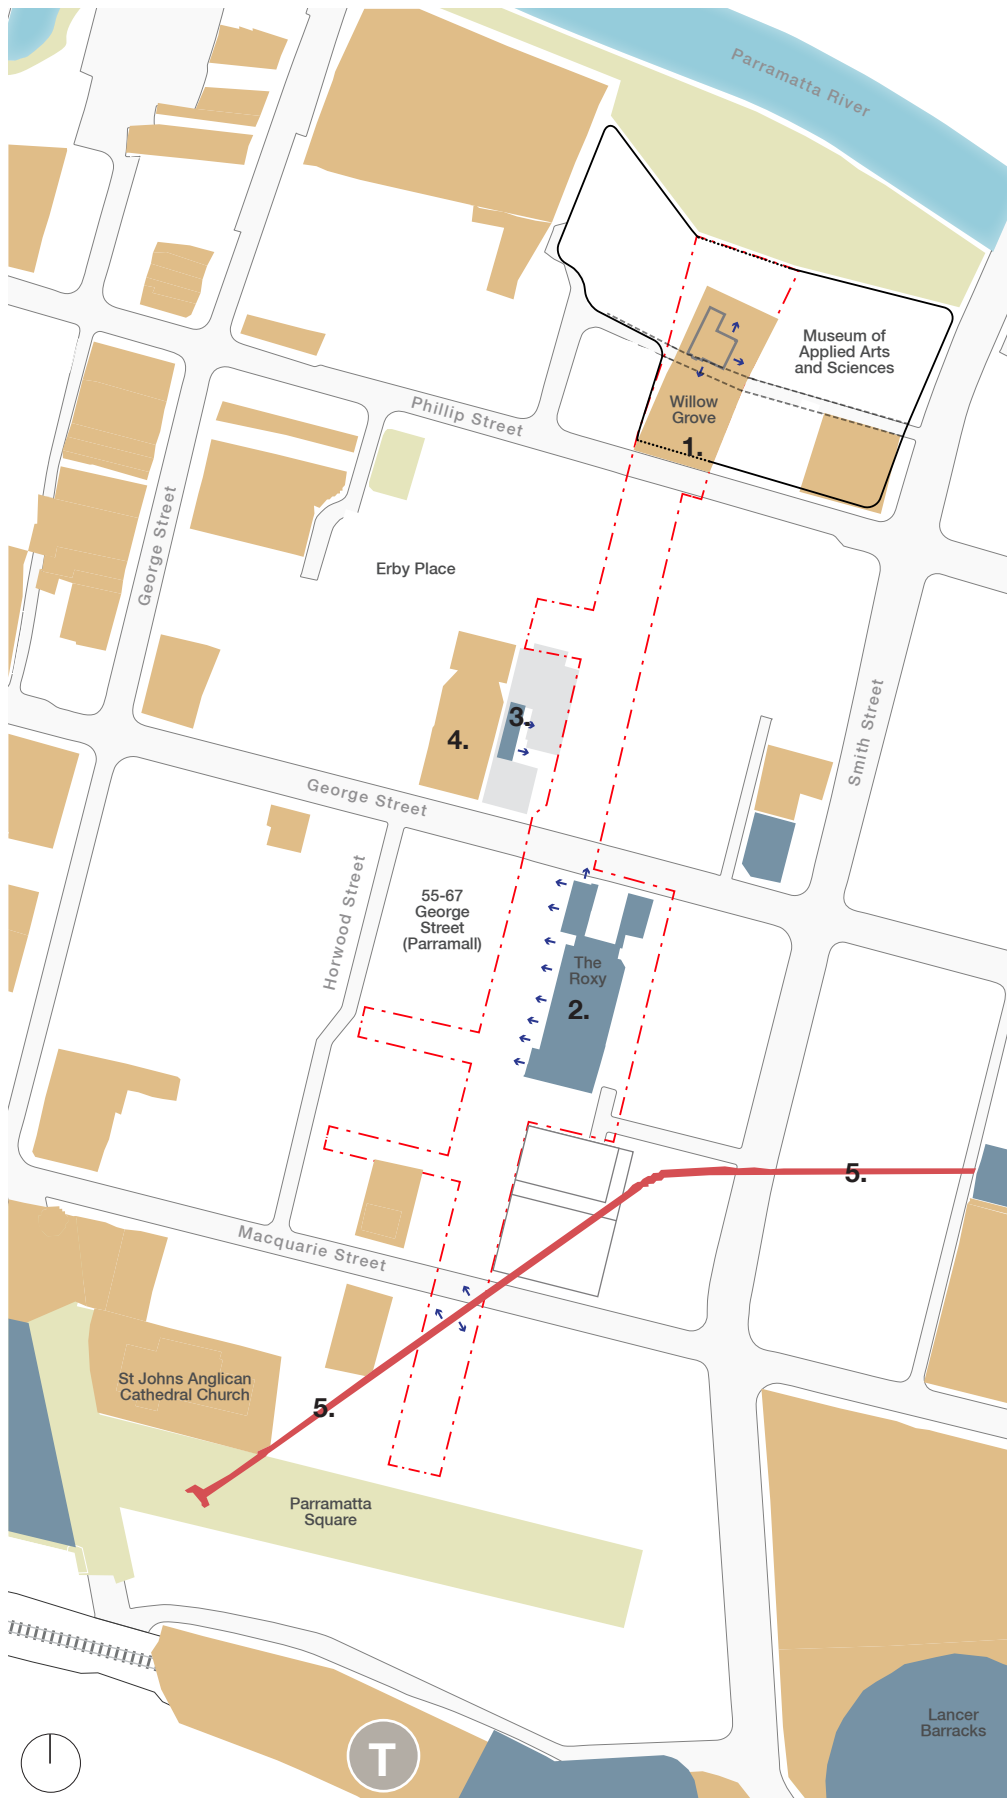 Parramatta River
Museum of
Applied Arts
and Sciences
Willow
Grove
1.
Phillip Street
George Street
Erby Place
Smith Street
3.
4.
George Street
Horwood Street
55-67
George
Street
(Parramall)
The
Roxy
2.
5.
Macquarie Street
St Johns Anglican
Cathedral Church
5.
Parramatta
Square
Lancer
Barracks
T